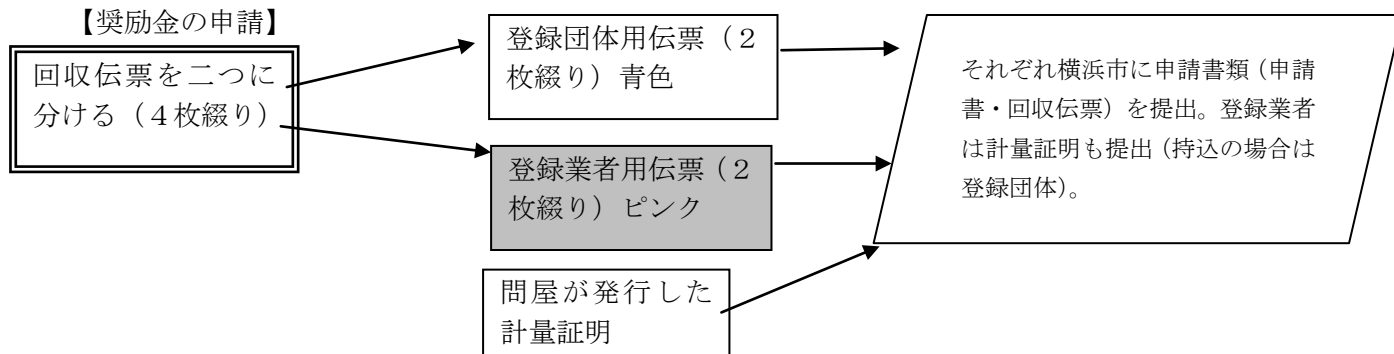 【奨励金の申請】
回収伝票を二つに
分ける（４枚綴り）
登録団体用伝票（２
枚綴り）青色
登録業者用伝票（２
枚綴り）ピンク
問屋が発行した
計量証明
それぞれ横浜市に申請書類（申請
書・回収伝票）を提出。登録業者
は計量証明も提出（持込の場合は
登録団体）。